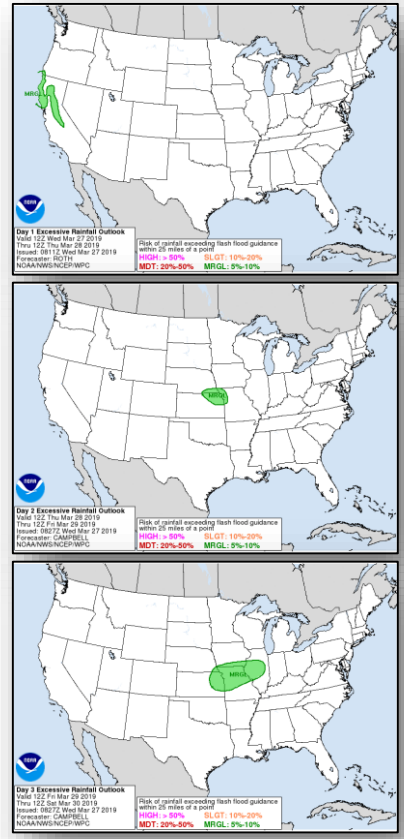 MRGL
NOAA
Day 1 Excessive Rainfall Outlook
Valid 12Z Wed Mar 27 2019
Thru 12Z Thu Mar 28 2019
Issued: 0811Z Wed Mar 27 2019
Forecaster: ROTH
NOAA/NWS/NCEP/WPC
Risk of rainfall exceeding flash flood guidance
within 25 miles of a point
HIGH: > 50% SLGT: 10%-20%
MDT: 20%-50% MRGL: 5%-10%
MRGL
NOAA
Day 2 Excessive Rainfall Outlook
Valid 12Z Thu Mar 28 2019
Thru 12Z Fri Mar 29 2019
Issued: 0827Z Wed Mar 27 2019
Forecaster: CAMPBELL
NOAA/NWS/NCEP/WPC
Risk of rainfall exceeding flash flood guidance
within 25 miles of a point
HIGH: > 50% SLGT: 10%-20%
MDT: 20%-50% MRGL: 5%-10%
MRGL
NOAA
Day 3 Excessive Rainfall Outlook
Valid 12Z Fri Mar 29 2019
Thru 12Z Sat Mar 30 2019
Issued: 0827Z Wed Mar 27 2019
Forecaster: CAMPBELL
NOAA/NWS/NCEP/WPC
Risk of rainfall exceeding flash flood guidance
within 25 miles of a point
HIGH: > 50% SLGT: 10%-20%
MDT: 20%-50% MRGL: 5%-10%